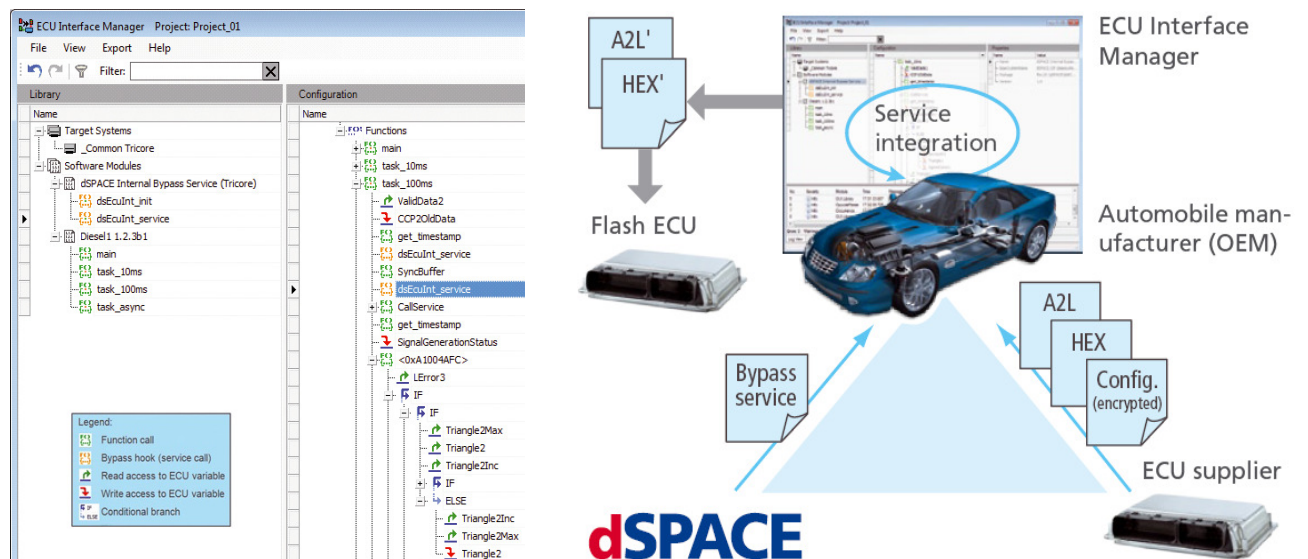 ECU Interface Manager Project: Project_01
File View Export Help
Filter:
Library
Name
Target Systems
_Common Tricore
Software Modules
dSPACE Internal Bypass Service (Tricore)
dsEcuInt_init
dsEcuInt_service
Diesel1 1.2.3b1
main
task_10ms
task_100ms
task_async
Legend:
Function call
Bypass hook (service call)
Read access to ECU variable
Write access to ECU variable
IF
ELSE
Conditional branch
Configuration
Name
Functions
main
task_10ms
task_100ms
ValidData2
CCP2OldData
get_timestamp
dsEcuInt_service
SyncBuffer
dsEcuInt_service
CallService
get_timestamp
SignalGenerationStatus
<0xA1004AFC>
LError3
IF
IF
Triangle2Max
Triangle2
Triangle2Inc
IF
ELSE
Triangle2Inc
Triangle2Max
Triangle2
A2L'
HEX'
Flash ECU
Service
integration
ECU Interface
Manager
Automobile man-
ufacturer (OEM)
Bypass
service
A2L
HEX
Config.
(encrypted)
ECU supplier
dSPACE